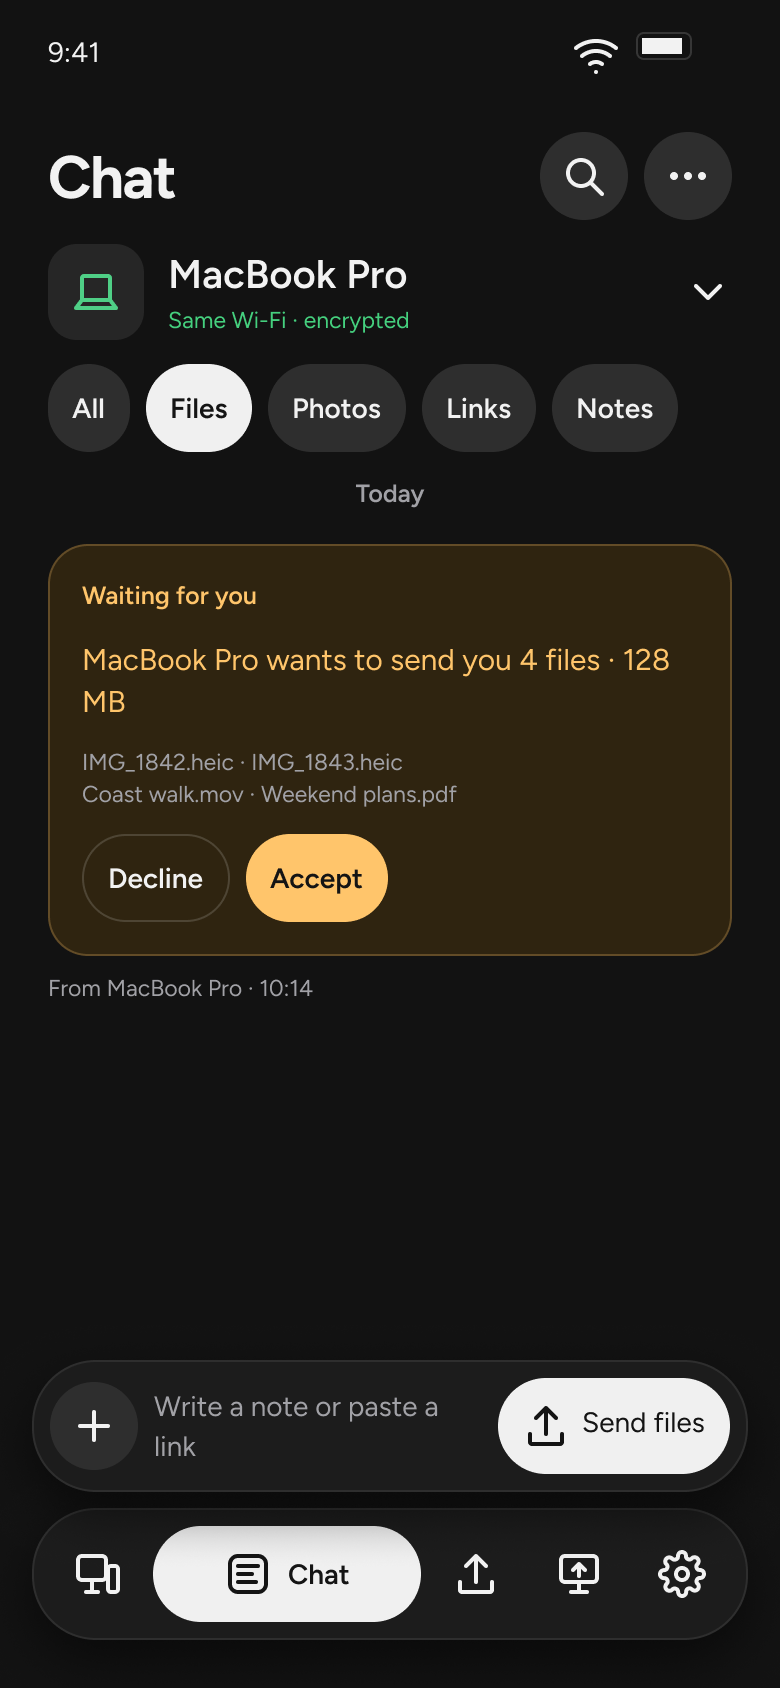 9:41
Chat
MacBook Pro
Same Wi-Fi · encrypted
All
Files
Photos
Links
Notes
Today
Waiting for you
MacBook Pro wants to send you 4 files · 128
MB
IMG_1842.heic · IMG_1843.heic
Coast walk.mov · Weekend plans.pdf
Decline
Accept
From MacBook Pro · 10:14
Write a note or paste a
link
Send files
Chat